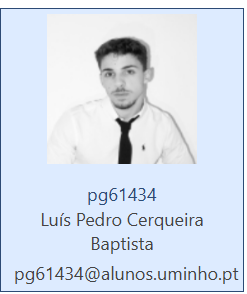 pg61434
Luís Pedro Cerqueira
Baptista
pg61434@alunos.uminho.pt